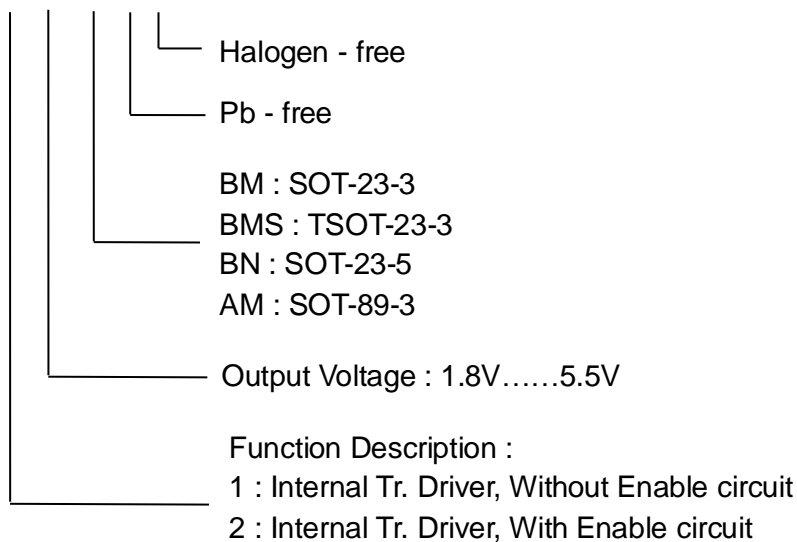 Halogen - free
Pb - free
BM : SOT-23-3
BMS : TSOT-23-3
BN : SOT-23-5
AM : SOT-89-3
Output Voltage : 1.8V……5.5V
Function Description :
1 : Internal Tr. Driver, Without Enable circuit
2 : Internal Tr. Driver, With Enable circuit